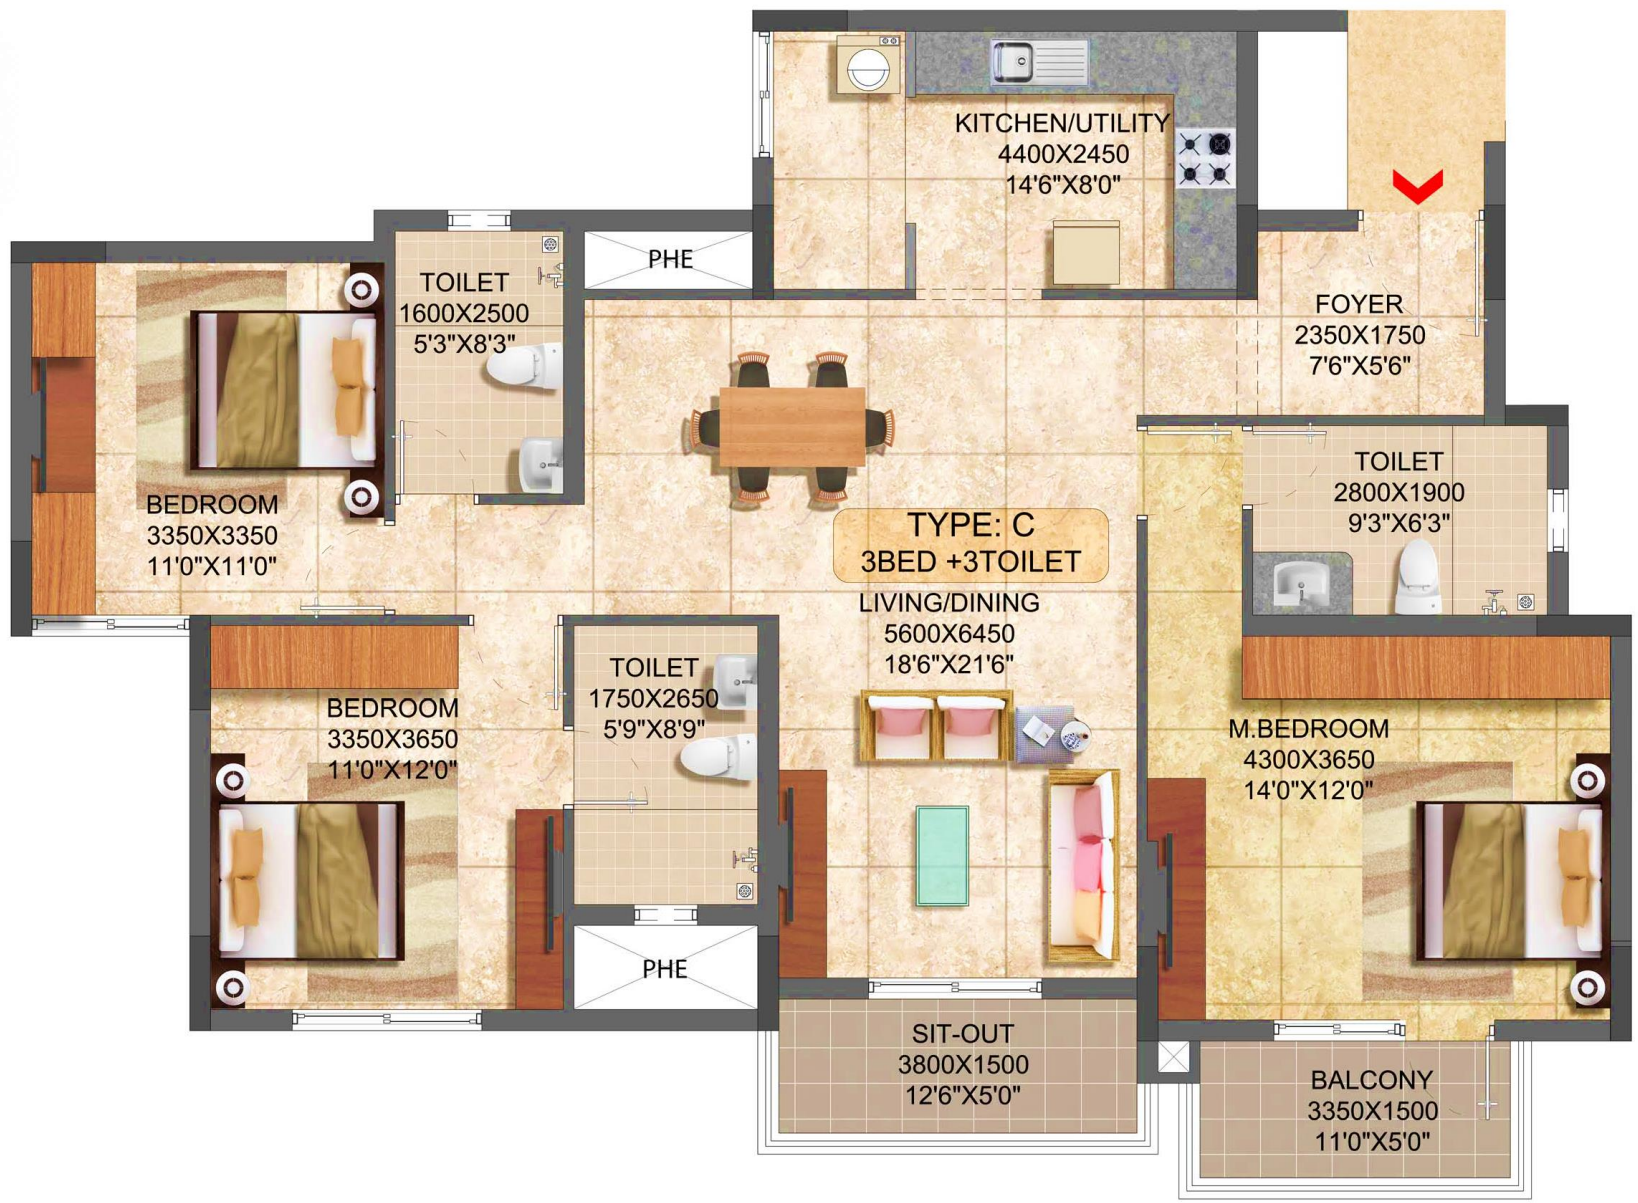 KITCHEN/UTILITY
4400X2450
14'6"X8'0"
PHE
TOILET
1600X2500
5'3"X8'3"
FOYER
2350X1750
7'6"X5'6"
BEDROOM
3350X3350
11'0"X11'0"
TOILET
2800X1900
9'3"X6'3"
TYPE: C
3BED +3TOILET
LIVING/DINING
5600X6450
18'6"X21'6"
TOILET
1750X2650
5'9"X8'9"
BEDROOM
3350X3650
11'0"X12'0"
M.BEDROOM
4300X3650
14'0"X12'0"
PHE
SIT-OUT
3800X1500
12'6"X5'0"
BALCONY
3350X1500
11'0"X5'0"